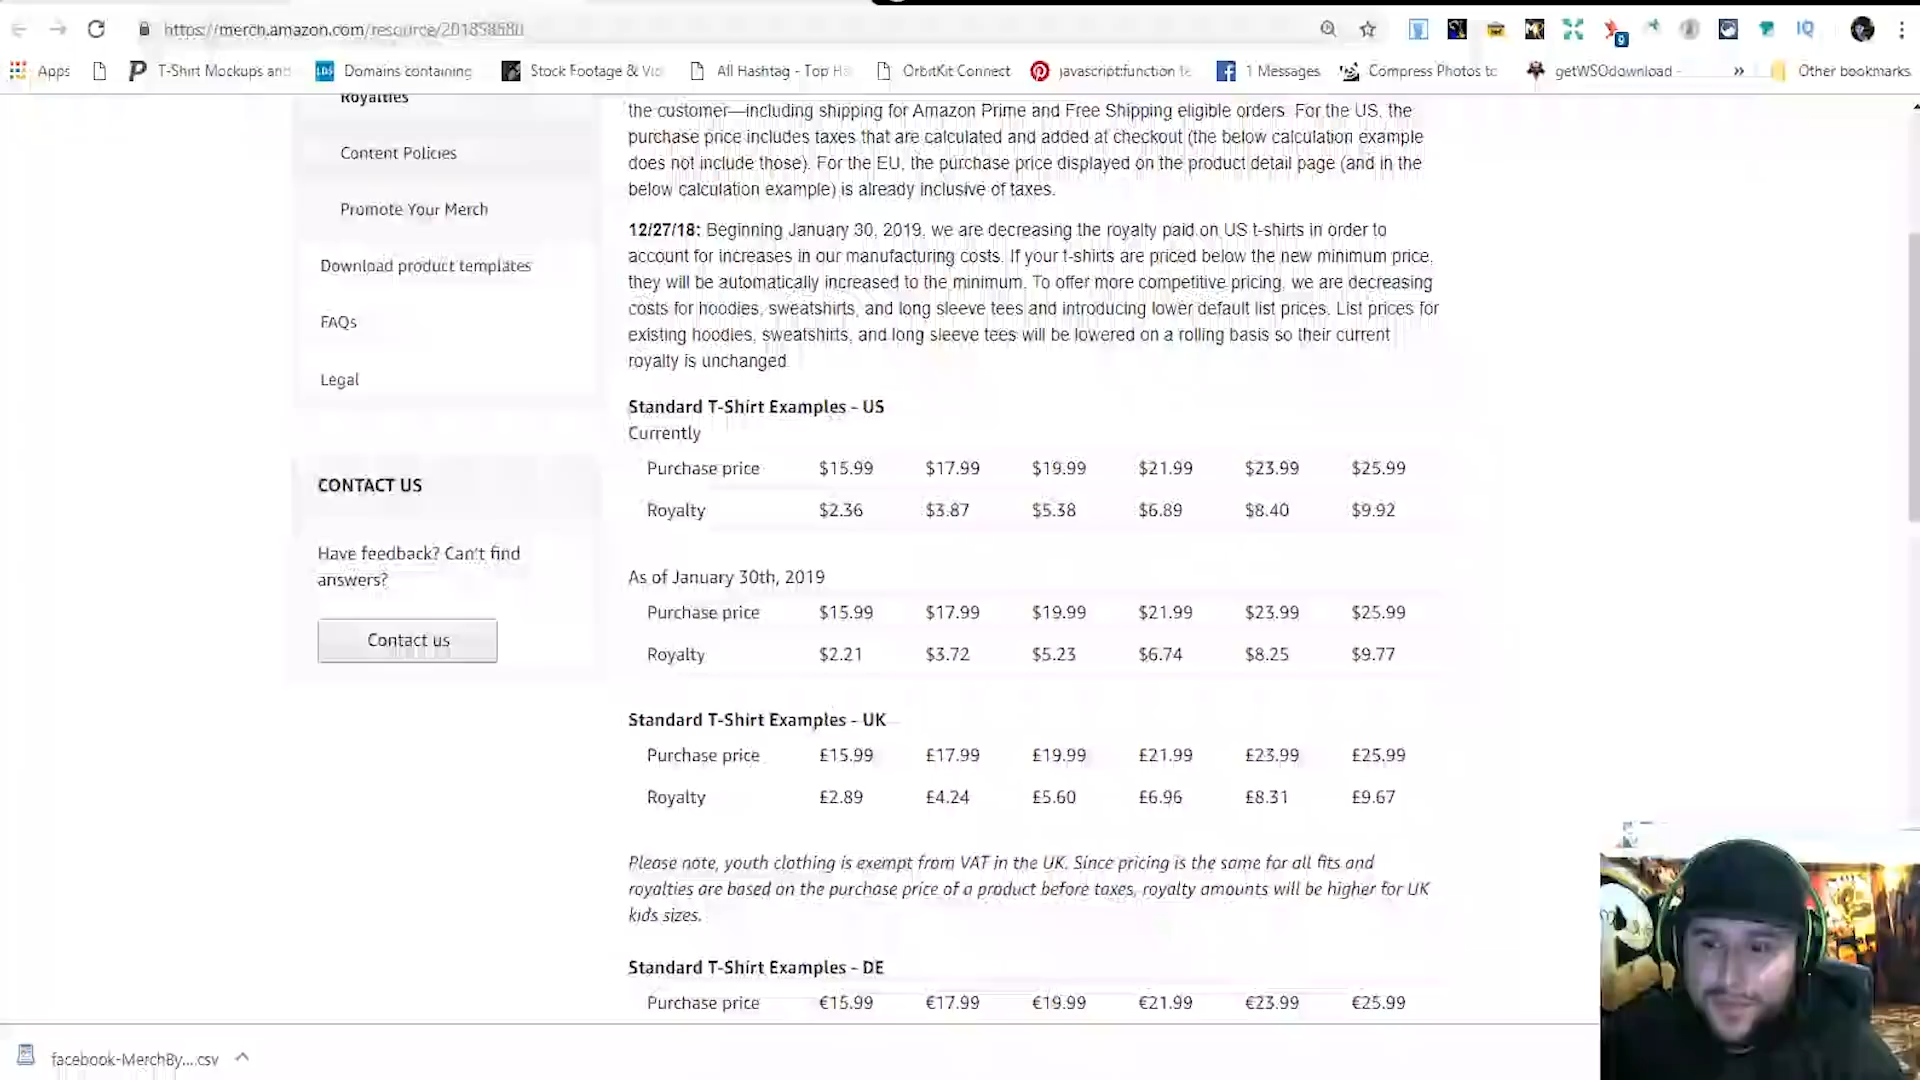 https://merch.amazon.com/resource/201858580
Apps
T-Shirt Mockups and
Domains containing
Stock Footage & Vid
All Hashtag - Top Ha
OrbitKit Connect
javascript:function te
1 Messages
Compress Photos to
getWSOdownload -
»
Other bookmarks
Royalties
Content Policies
Promote Your Merch
Download product templates
FAQs
Legal
CONTACT US
Have feedback? Can't find
answers?
Contact us
the customer—including shipping for Amazon Prime and Free Shipping eligible orders. For the US, the
purchase price includes taxes that are calculated and added at checkout (the below calculation example
does not include those). For the EU, the purchase price displayed on the product detail page (and in the
below calculation example) is already inclusive of taxes.
12/27/18: Beginning January 30, 2019, we are decreasing the royalty paid on US t-shirts in order to
account for increases in our manufacturing costs. If your t-shirts are priced below the new minimum price,
they will be automatically increased to the minimum. To offer more competitive pricing, we are decreasing
costs for hoodies, sweatshirts, and long sleeve tees and introducing lower default list prices. List prices for
existing hoodies, sweatshirts, and long sleeve tees will be lowered on a rolling basis so their current
royalty is unchanged.
Standard T-Shirt Examples - US
Currently
Purchase price $15.99 $17.99 $19.99 $21.99 $23.99 $25.99
Royalty $2.36 $3.87 $5.38 $6.89 $8.40 $9.92
As of January 30th, 2019
Purchase price $15.99 $17.99 $19.99 $21.99 $23.99 $25.99
Royalty $2.21 $3.72 $5.23 $6.74 $8.25 $9.77
Standard T-Shirt Examples - UK
Purchase price £15.99 £17.99 £19.99 £21.99 £23.99 £25.99
Royalty £2.89 £4.24 £5.60 £6.96 £8.31 £9.67
Please note, youth clothing is exempt from VAT in the UK. Since pricing is the same for all fits and
royalties are based on the purchase price of a product before taxes, royalty amounts will be higher for UK
kids sizes.
Standard T-Shirt Examples - DE
Purchase price €15.99 €17.99 €19.99 €21.99 €23.99 €25.99
facebook-MerchBy....csv